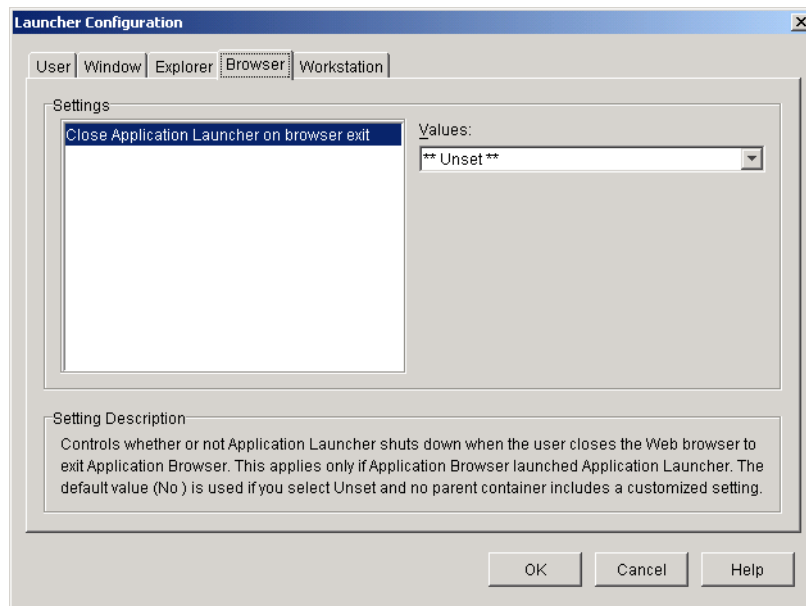 Launcher Configuration
User Window Explorer Browser Workstation
Settings
Close Application Launcher on browser exit
Values:
** Unset **
Setting Description
Controls whether or not Application Launcher shuts down when the user closes the Web browser to
exit Application Browser. This applies only if Application Browser launched Application Launcher. The
default value (No ) is used if you select Unset and no parent container includes a customized setting.
OK Cancel Help